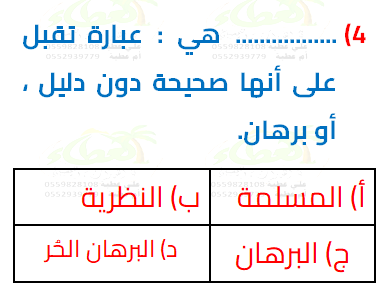 4) ................. هي : عبارة تقبل
على أنها صحيحة دون دليل ،
أو برهان.
أ) المسلمة ب) النظرية
ج) البرهان د) البرهان الحُر